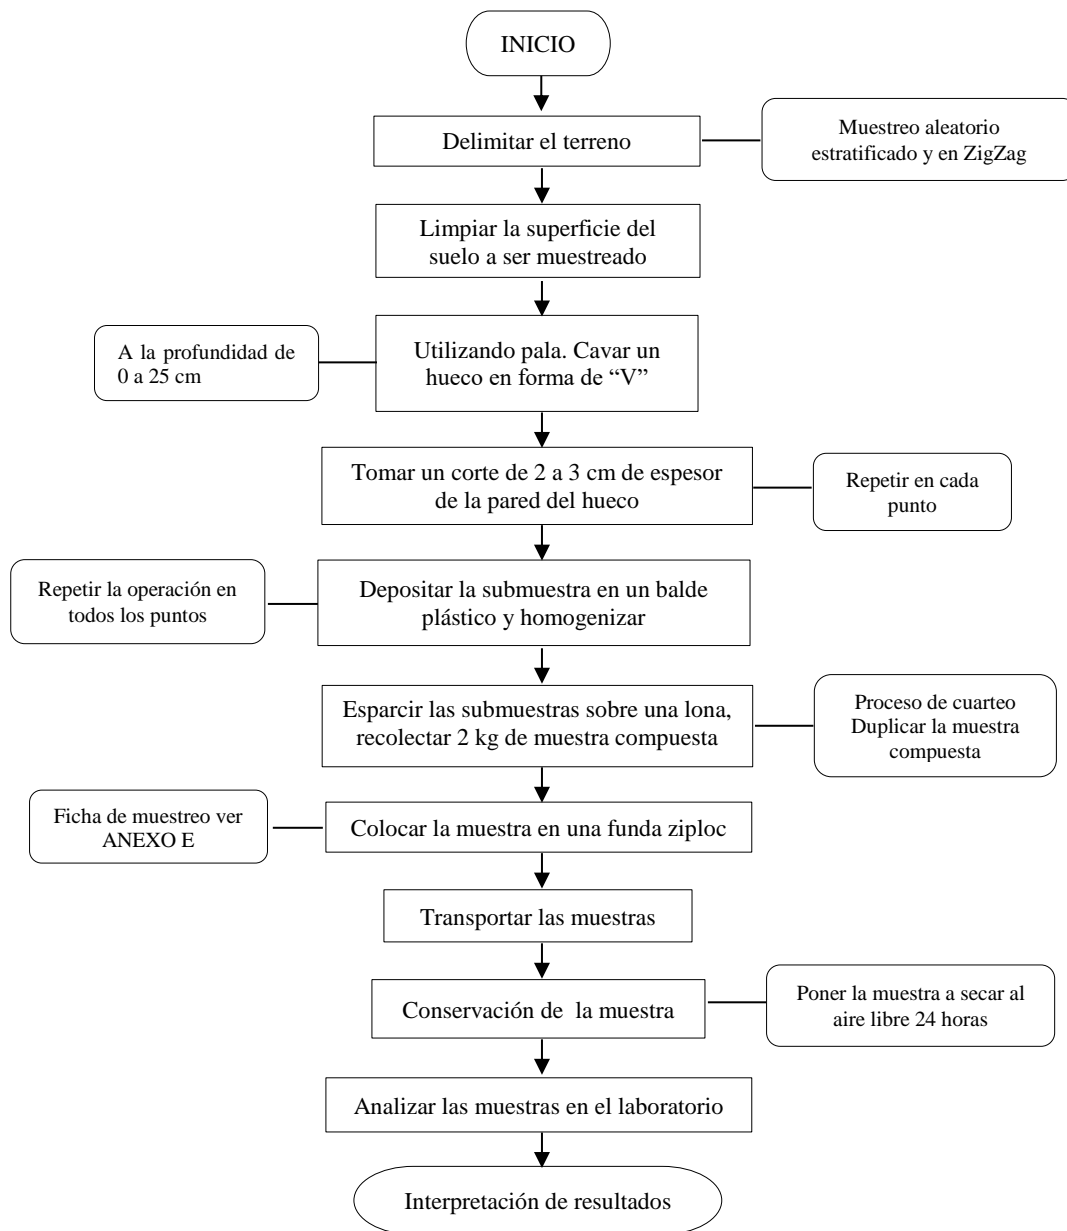 INICIO
Delimitar el terreno
Muestreo aleatorio
estratificado y en ZigZag
Limpiar la superficie del
suelo a ser muestreado
A la profundidad de
0 a 25 cm
Utilizando pala. Cavar un
hueco en forma de “V”
Tomar un corte de 2 a 3 cm de espesor
de la pared del hueco
Repetir en cada
punto
Repetir la operación en
todos los puntos
Depositar la submuestra en un balde
plástico y homogenizar
Esparcir las submuestras sobre una lona,
recolectar 2 kg de muestra compuesta
Proceso de cuarteo
Duplicar la muestra
compuesta
Ficha de muestreo ver
ANEXO E
Colocar la muestra en una funda ziploc
Transportar las muestras
Conservación de la muestra
Poner la muestra a secar al
aire libre 24 horas
Analizar las muestras en el laboratorio
Interpretación de resultados